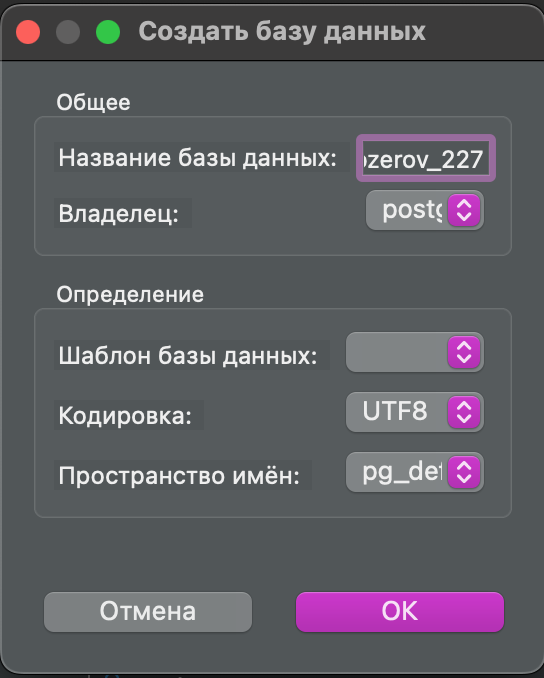 Создать базу данных
Общее
Название базы данных: ozerov_227
Владелец: postg
Определение
Шаблон базы данных:
Кодировка: UTF8
Пространство имён: pg_def
Отмена OK